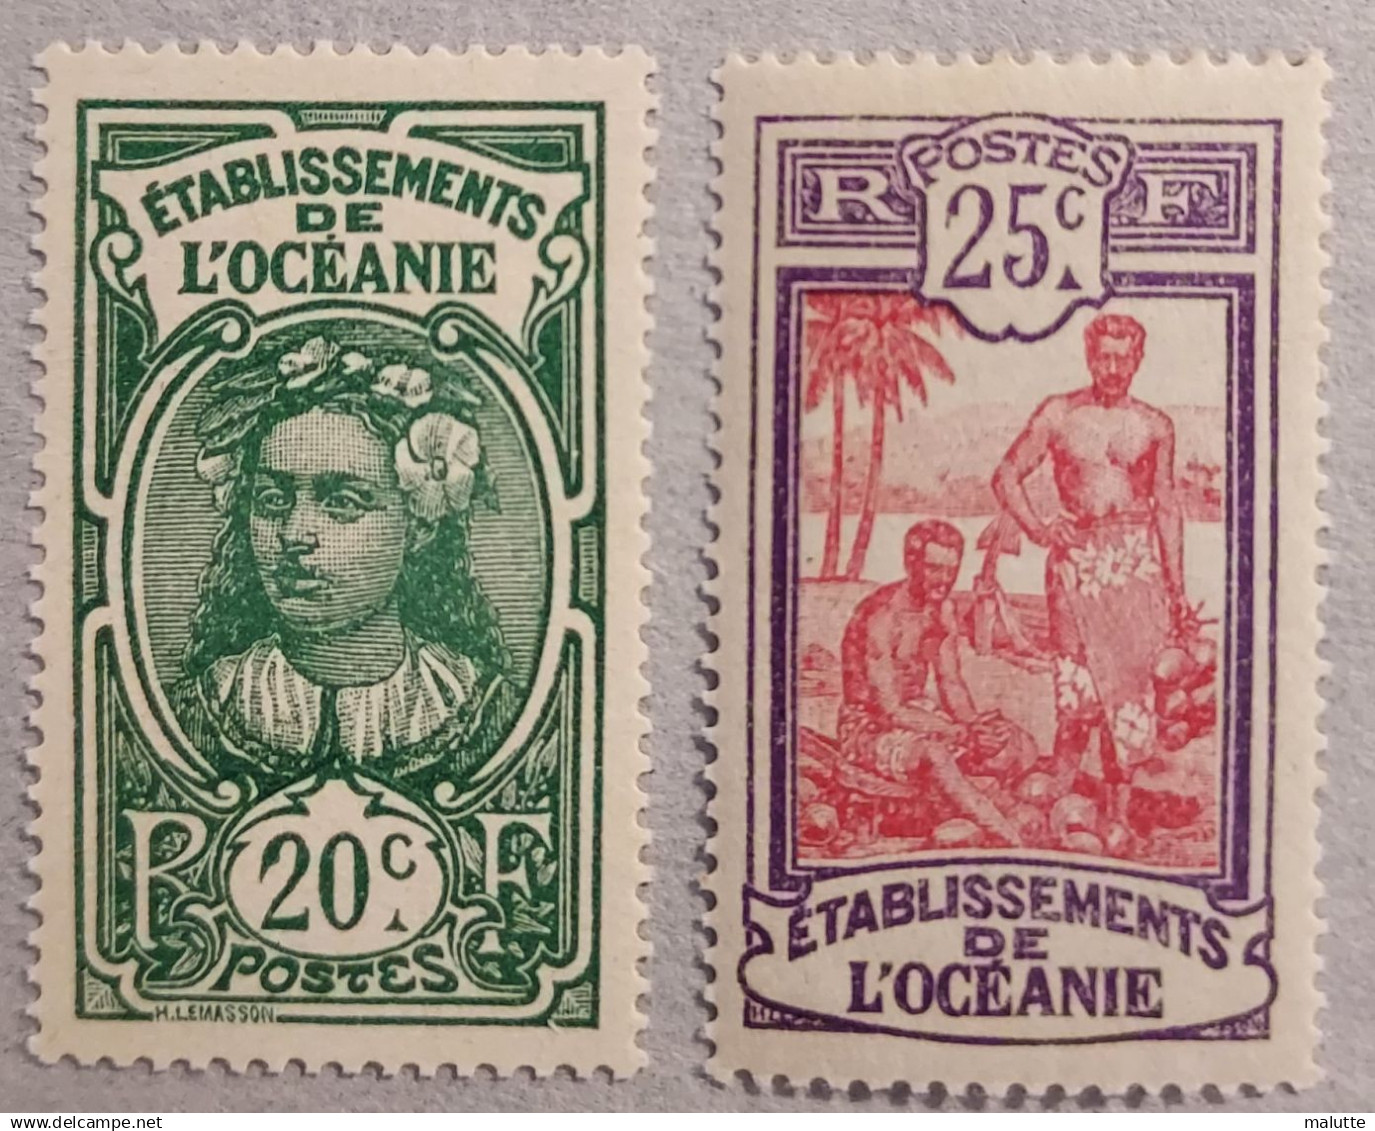 ÉTABLISSEMENTS
DE
L'OCÉANIE
R F
20c
POSTES
H. LEMASSON
POSTES
R F
25c
ÉTABLISSEMENTS
DE
L'OCÉANIE
malutte